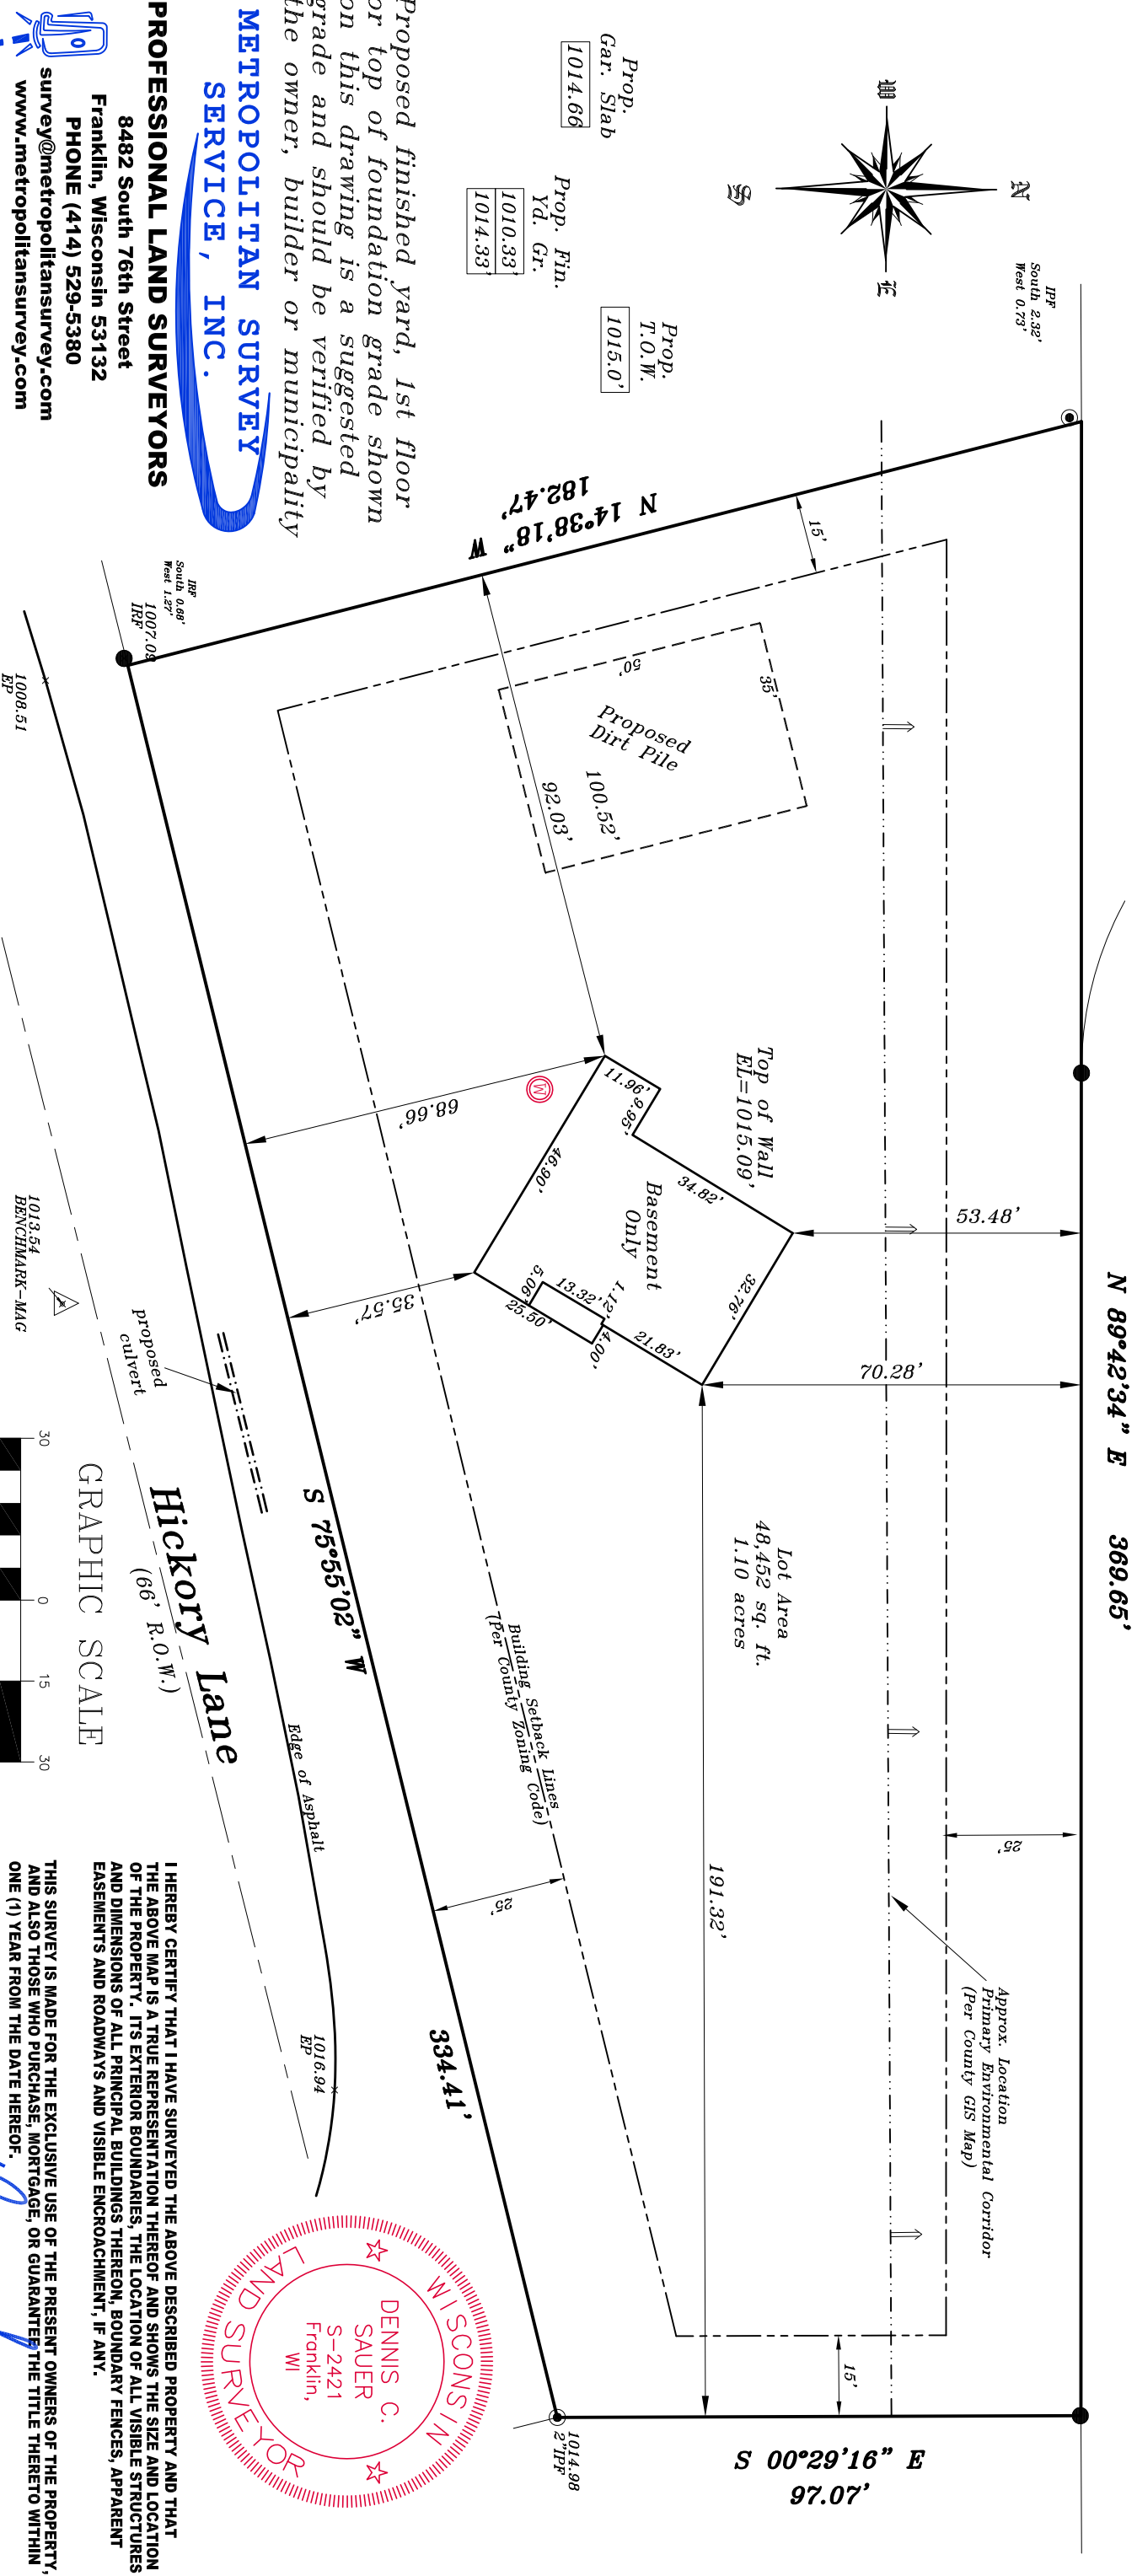 N
W
E
S
IPF
South 2.32'
West 0.73'
Prop.
Gar. Slab
1014.66
Prop. Fin.
Yd. Gr.
1010.33'
1014.33'
Prop.
T.O.W.
1015.0'
Proposed finished yard, 1st floor
or top of foundation grade shown
on this drawing is a suggested
grade and should be verified by
the owner, builder or municipality
METROPOLITAN SURVEY
SERVICE, INC.
PROFESSIONAL LAND SURVEYORS
8482 South 76th Street
Franklin, Wisconsin 53132
PHONE (414) 529-5380
survey@metropolitansurvey.com
www.metropolitansurvey.com
N 89°42'34" E 369.65'
N 14°38'18" W
182.47'
15'
50'
35'
Proposed
Dirt Pile
100.52'
92.03'
IRF
South 0.68'
West 1.27'
1007.09
IRF
1008.51
EP
Top of Wall
EL=1015.09'
Basement
Only
11.96'
9.95'
34.82'
32.76'
46.90'
5.06'
13.32'
1.12'
25.50'
4.00'
21.83'
W
68.66'
35.57'
53.48'
70.28'
191.32'
Lot Area
48,452 sq. ft.
1.10 acres
Building Setback Lines
(Per County Zoning Code)
25'
25'
15'
Approx. Location
Primary Environmental Corridor
(Per County GIS Map)
S 75°55'02" W
334.41'
S 00°29'16" E
97.07'
1014.98
2"IPF
1016.94
EP
Edge of Asphalt
Hickory Lane
(66' R.O.W.)
proposed
culvert
1013.54
BENCHMARK-MAG
GRAPHIC SCALE
30 0 15 30
WISCONSIN
DENNIS C.
SAUER
S-2421
Franklin,
WI
LAND SURVEYOR
I HEREBY CERTIFY THAT I HAVE SURVEYED THE ABOVE DESCRIBED PROPERTY AND THAT
THE ABOVE MAP IS A TRUE REPRESENTATION THEREOF AND SHOWS THE SIZE AND LOCATION
OF THE PROPERTY. ITS EXTERIOR BOUNDARIES, THE LOCATION OF ALL VISIBLE STRUCTURES
AND DIMENSIONS OF ALL PRINCIPAL BUILDINGS THEREON, BOUNDARY FENCES, APPARENT
EASEMENTS AND ROADWAYS AND VISIBLE ENCROACHMENT, IF ANY.
THIS SURVEY IS MADE FOR THE EXCLUSIVE USE OF THE PRESENT OWNERS OF THE PROPERTY,
AND ALSO THOSE WHO PURCHASE, MORTGAGE, OR GUARANTEE THE TITLE THERETO WITHIN
ONE (1) YEAR FROM THE DATE HEREOF.